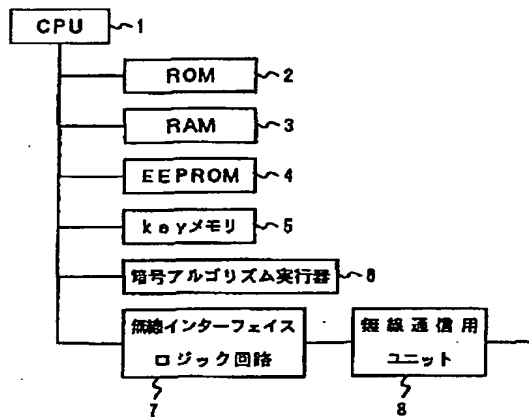 CPU 1
ROM 2
RAM 3
EEPROM 4
keyメモリ 5
暗号アルゴリズム実行器 6
無線インターフェイス
ロジック回路
7
無線通信用
ユニット
8